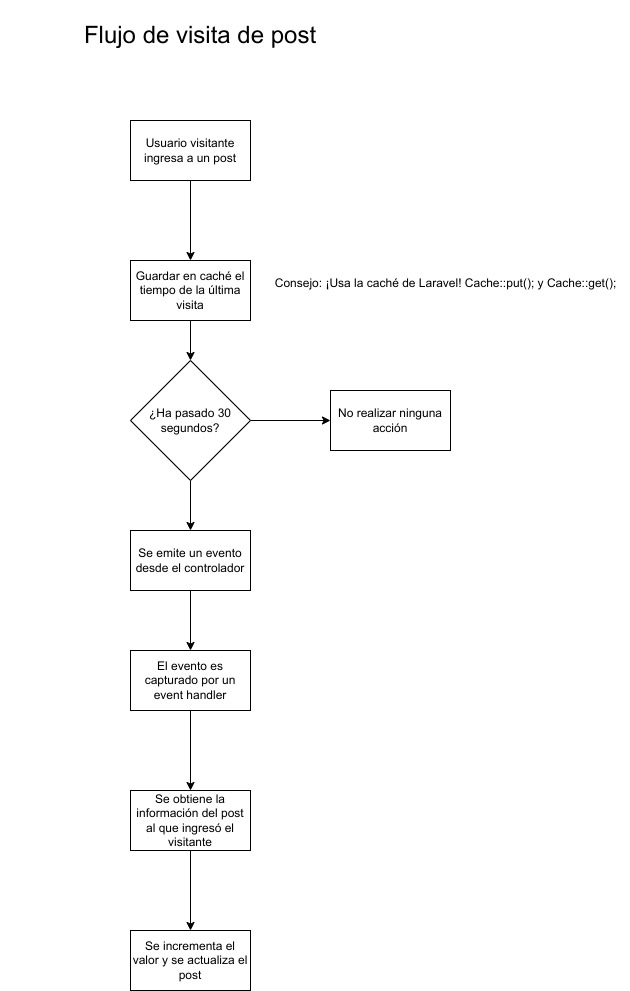 Flujo de visita de post
Usuario visitante
ingresa a un post
Guardar en caché el
tiempo de la última
visita
Consejo: ¡Usa la caché de Laravel! Cache::put(); y Cache::get();
¿Ha pasado 30
segundos?
No realizar ninguna
acción
Se emite un evento
desde el controlador
El evento es
capturado por un
event handler
Se obtiene la
información del post
al que ingresó el
visitante
Se incrementa el
valor y se actualiza el
post